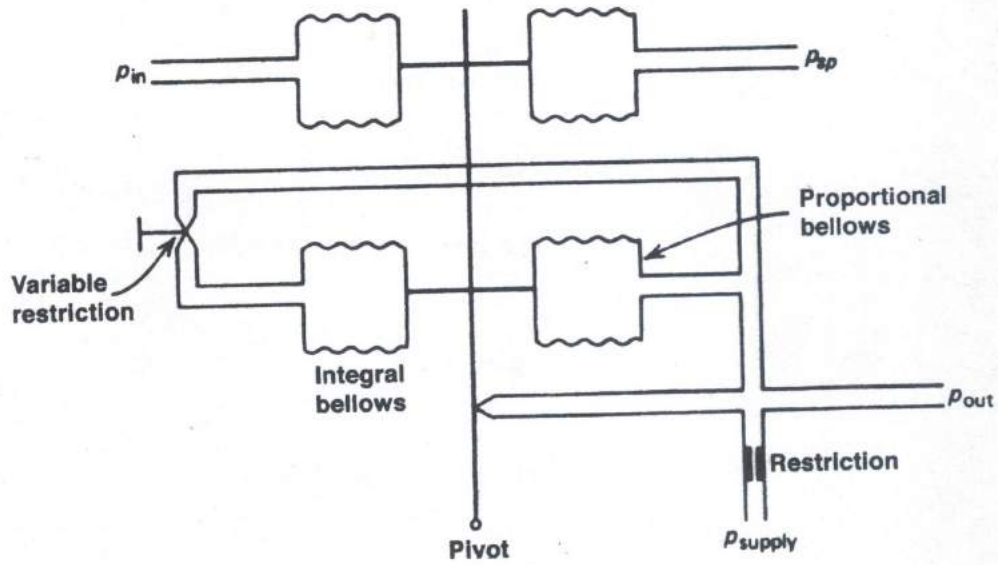 p_in
p_sp
Proportional
bellows
Variable
restriction
Integral
bellows
p_out
Restriction
Pivot
p_supply